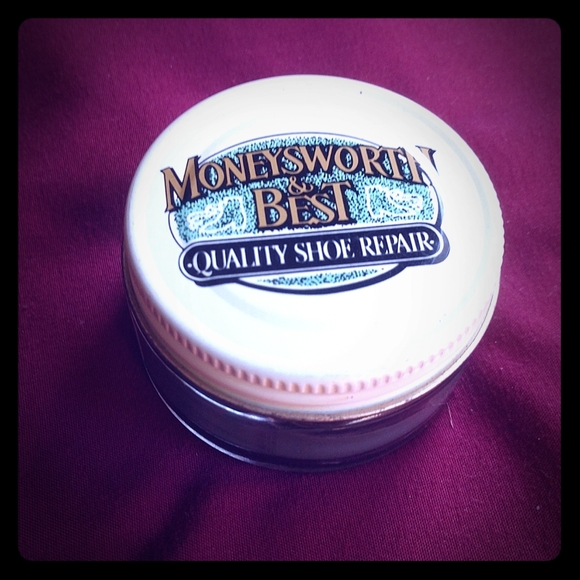 MONEYSWORTH
&
BEST
·QUALITY SHOE REPAIR·